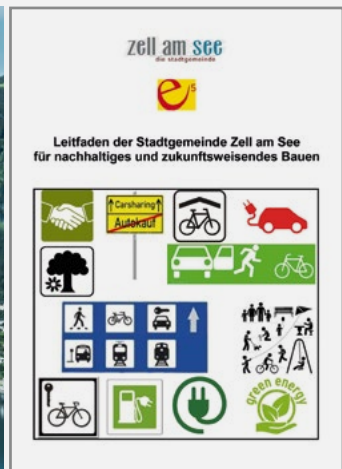 zell am see
die stadtgemeinde
e5
Leitfaden der Stadtgemeinde Zell am See
für nachhaltiges und zukunftsweisendes Bauen
Carsharing
Autokauf
green energy